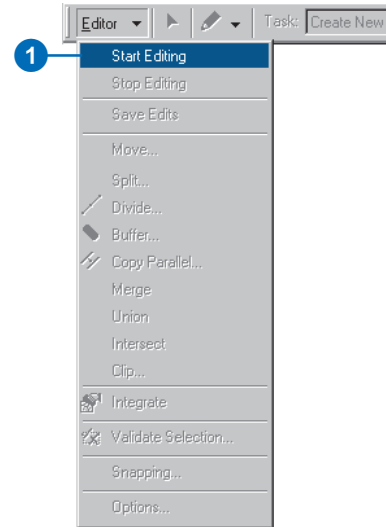 Editor
Task: Create New
1
Start Editing
Stop Editing
Save Edits
Move...
Split...
Divide...
Buffer...
Copy Parallel...
Merge
Union
Intersect
Clip...
Integrate
Validate Selection...
Snapping...
Options...